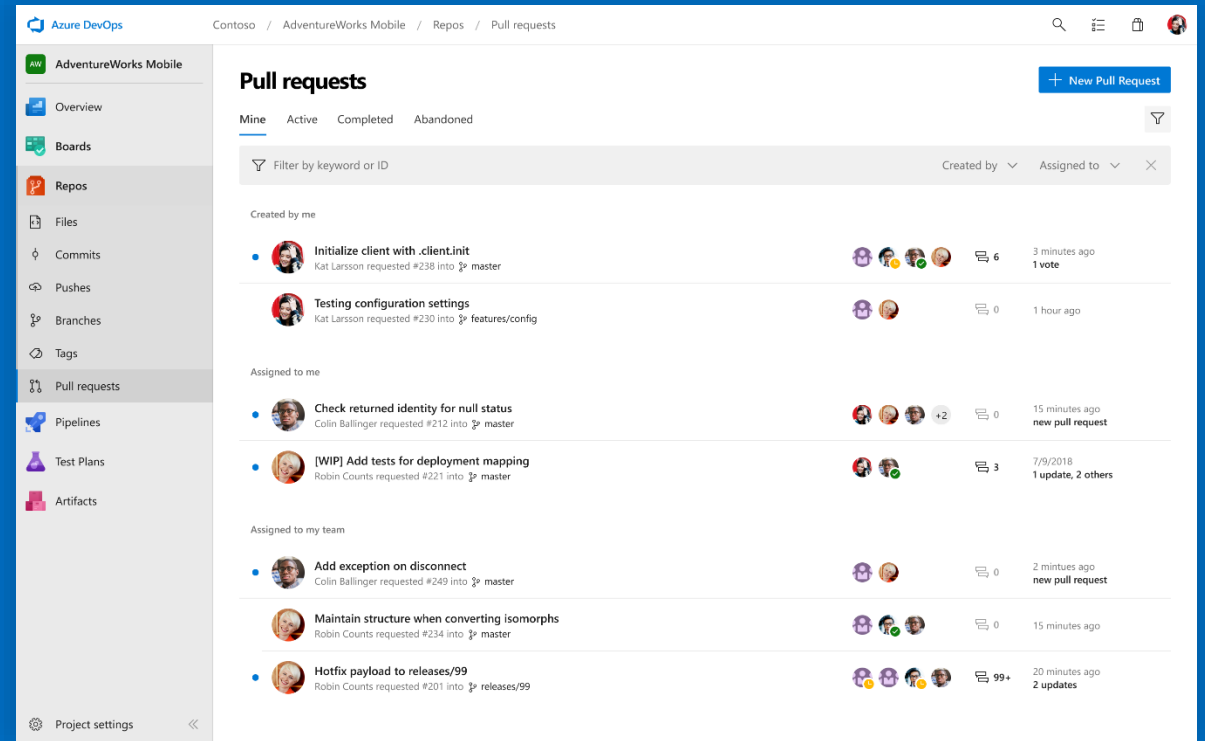 Azure DevOps
Contoso / AdventureWorks Mobile / Repos / Pull requests
AW AdventureWorks Mobile
Overview
Boards
Repos
Files
Commits
Pushes
Branches
Tags
Pull requests
Pipelines
Test Plans
Artifacts
Project settings
Pull requests
+ New Pull Request
Mine Active Completed Abandoned
Filter by keyword or ID Created by Assigned to
Created by me
Initialize client with .client.init
Kat Larsson requested #238 into master
6
3 minutes ago
1 vote
Testing configuration settings
Kat Larsson requested #230 into features/config
0
1 hour ago
Assigned to me
Check returned identity for null status
Colin Ballinger requested #212 into master
+2
0
15 minutes ago
new pull request
[WIP] Add tests for deployment mapping
Robin Counts requested #221 into master
3
7/9/2018
1 update, 2 others
Assigned to my team
Add exception on disconnect
Colin Ballinger requested #249 into master
0
2 mintues ago
new pull request
Maintain structure when converting isomorphs
Robin Counts requested #234 into master
0
15 minutes ago
Hotfix payload to releases/99
Robin Counts requested #201 into releases/99
99+
20 minutes ago
2 updates